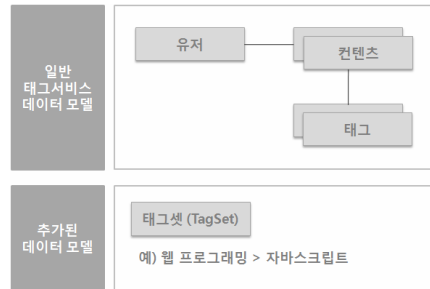 일반
태그서비스
데이터 모델
유저
컨텐츠
태그
추가된
데이터 모델
태그셋 (TagSet)
예) 웹 프로그래밍 > 자바스크립트